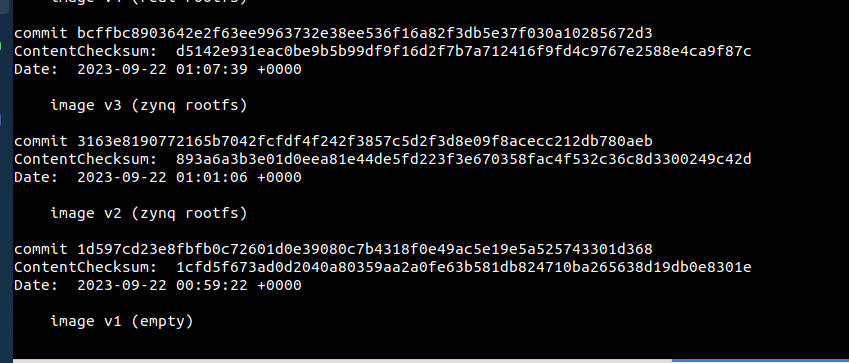 image v4 (real rootfs)
commit bcffbc8903642e2f63ee9963732e38ee536f16a82f3db5e37f030a10285672d3
ContentChecksum:  d5142e931eac0be9b5b99df9f16d2f7b7a712416f9fd4c9767e2588e4ca9f87c
Date:  2023-09-22 01:07:39 +0000
image v3 (zynq rootfs)
commit 3163e8190772165b7042fcfdf4f242f3857c5d2f3d8e09f8acecc212db780aeb
ContentChecksum:  893a6a3b3e01d0eea81e44de5fd223f3e670358fac4f532c36c8d3300249c42d
Date:  2023-09-22 01:01:06 +0000
image v2 (zynq rootfs)
commit 1d597cd23e8fbfb0c72601d0e39080c7b4318f0e49ac5e19e5a525743301d368
ContentChecksum:  1cfd5f673ad0d2040a80359aa2a0fe63b581db824710ba265638d19db0e8301e
Date:  2023-09-22 00:59:22 +0000
image v1 (empty)